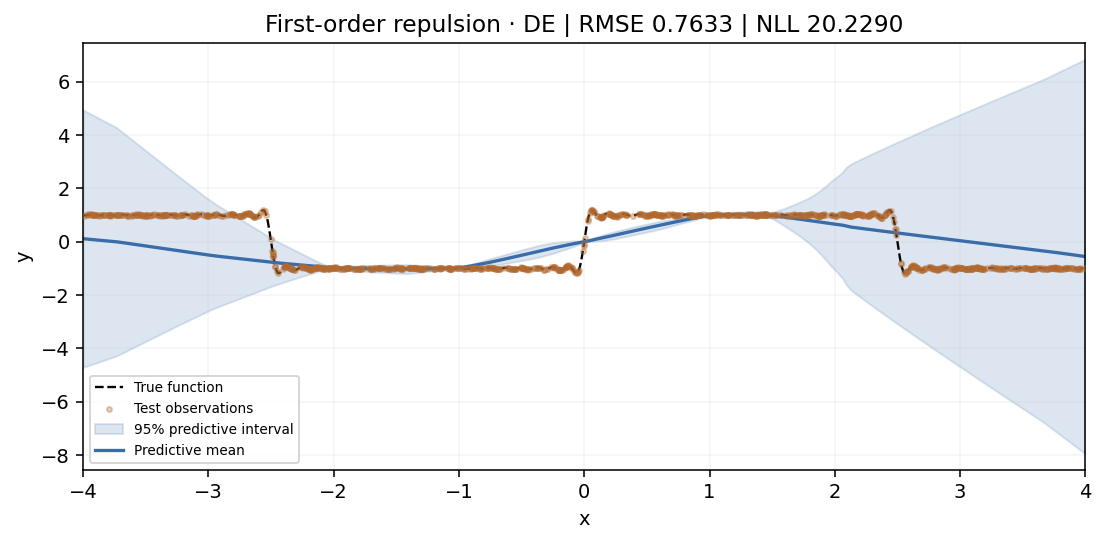 First-order repulsion · DE | RMSE 0.7633 | NLL 20.2290
6
4
2
0
−2
−4
−6
−8
y
True function
Test observations
95% predictive interval
Predictive mean
−4
−3
−2
−1
0
1
2
3
4
x